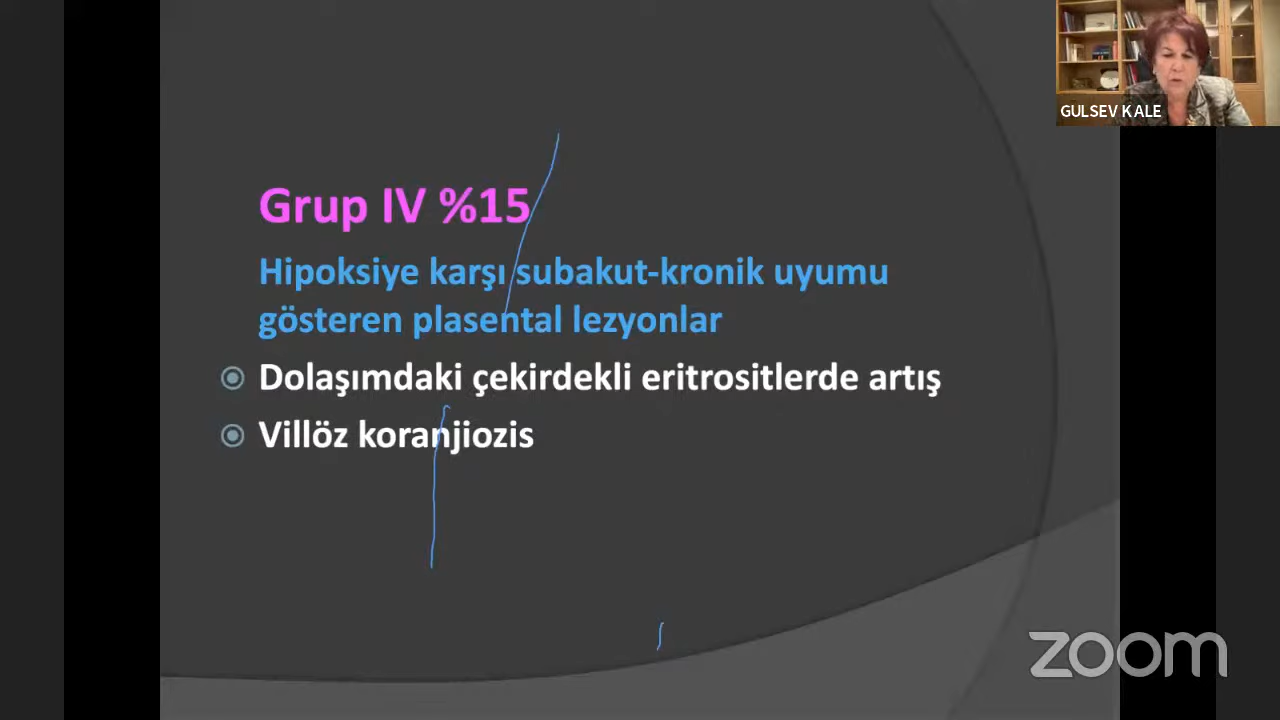 GULSEV KALE
Grup IV %15
Hipoksiye karşı subakut-kronik uyumu
gösteren plasental lezyonlar
Dolaşımdaki çekirdekli eritrositlerde artış
Villöz koranjiozis
zoom